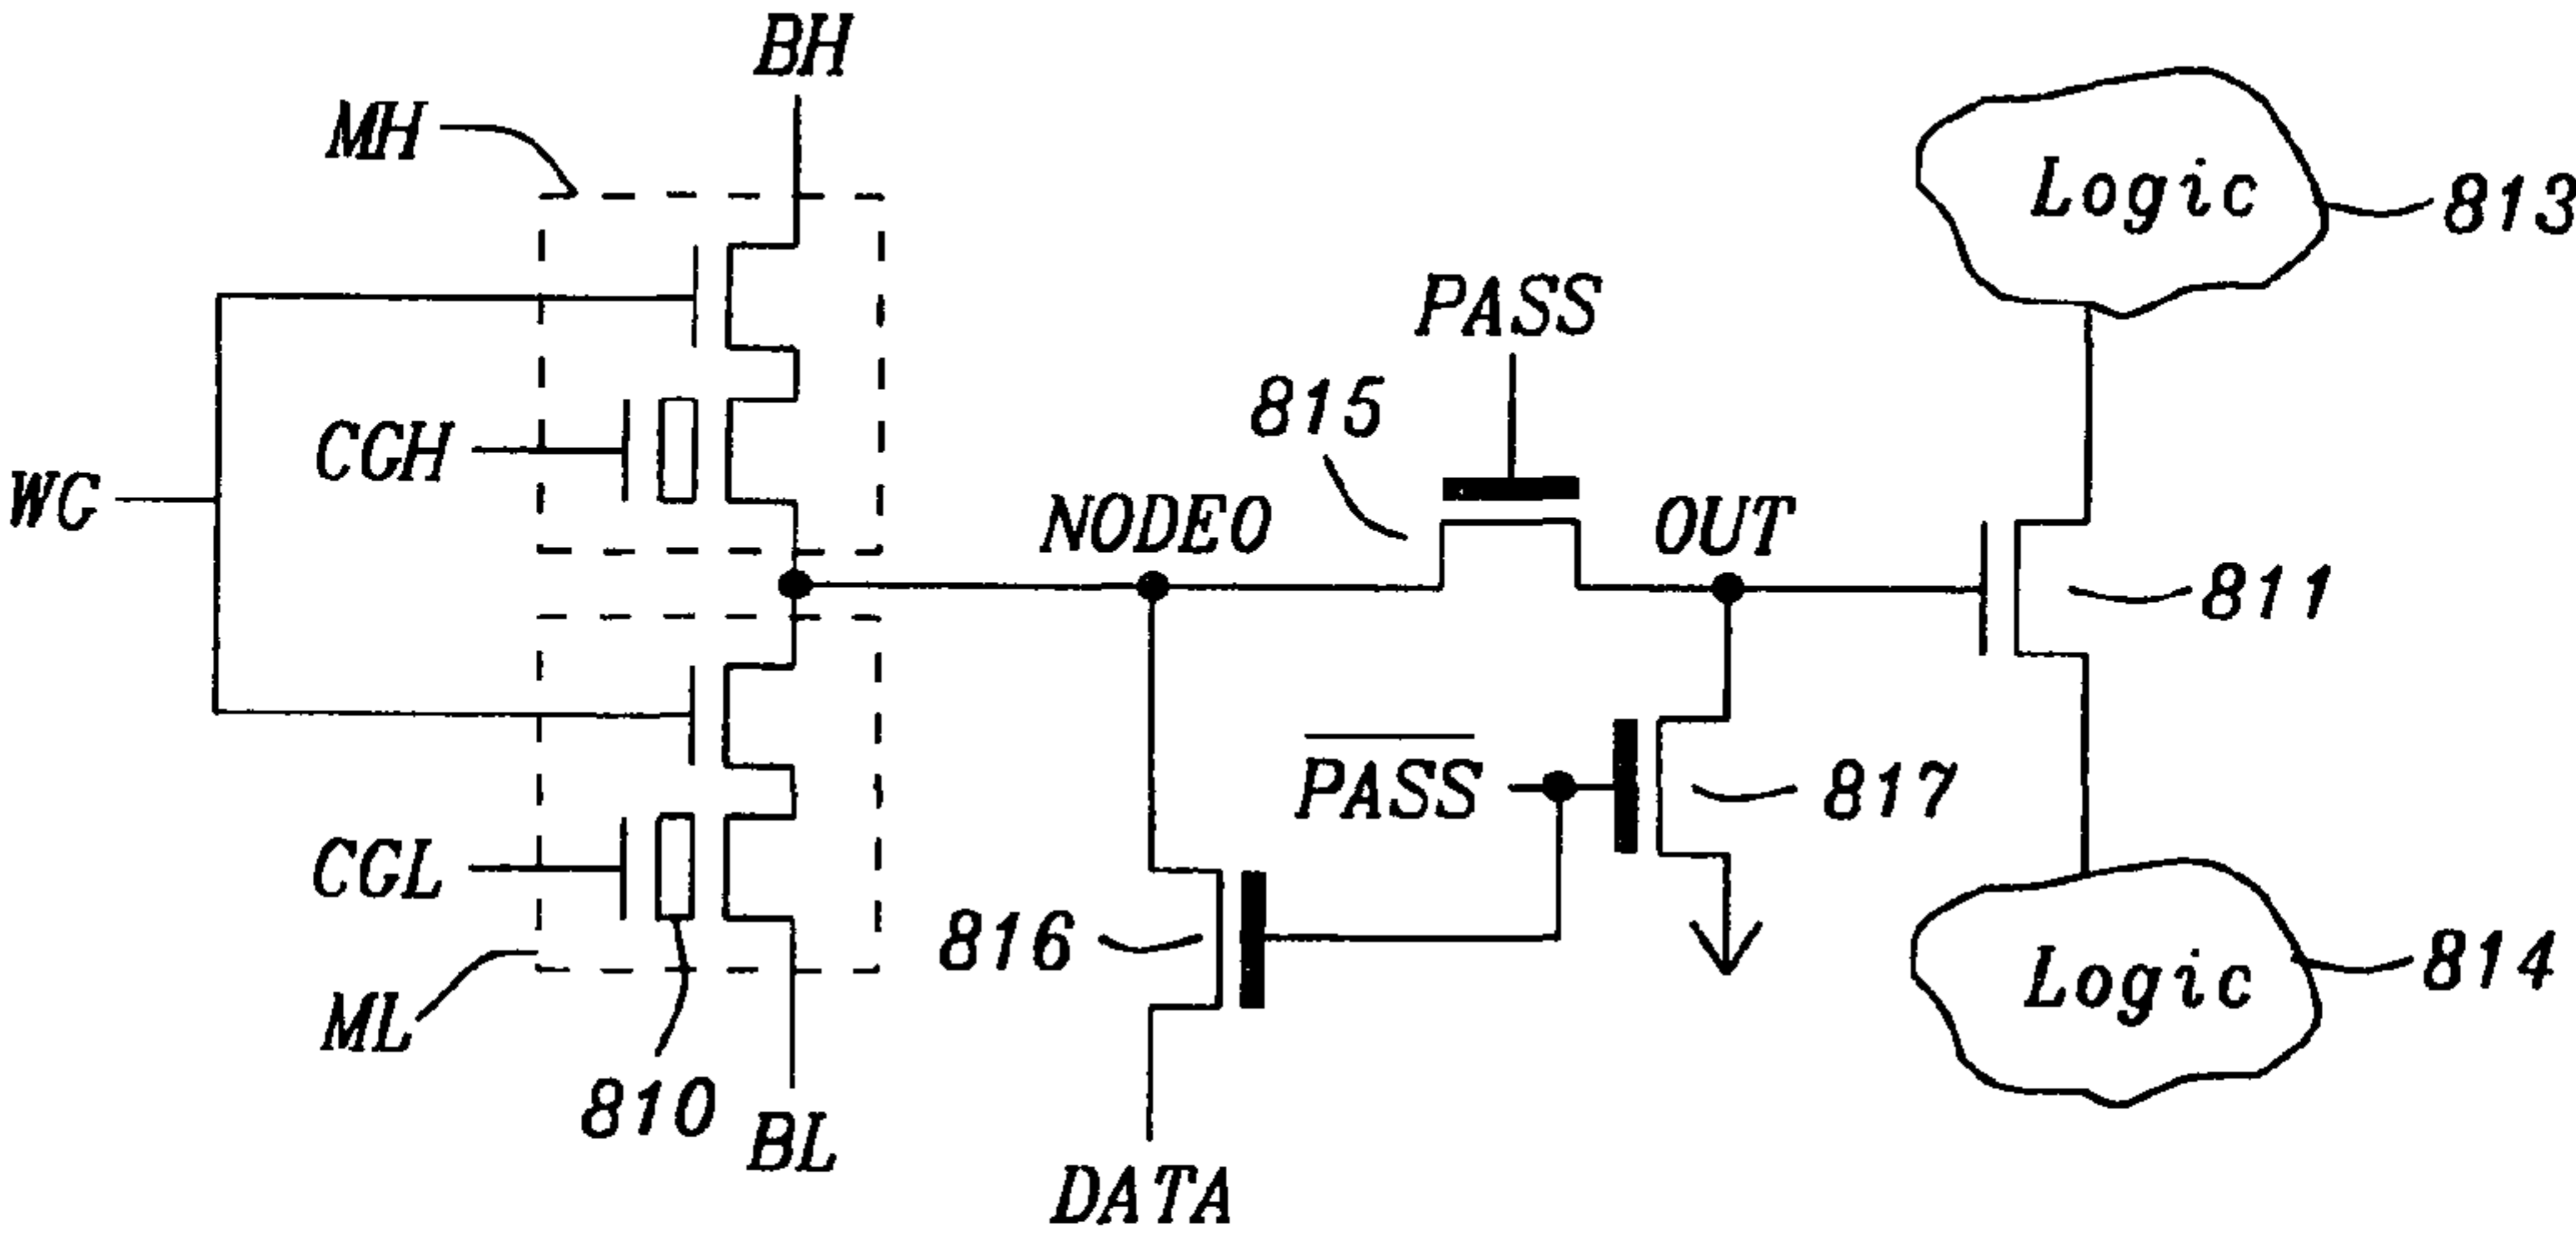 BH
MH
Logic
813
PASS
815
CGH
WG
NODEO
OUT
811
PASS
817
CGL
816
Logic
814
ML
810
BL
DATA